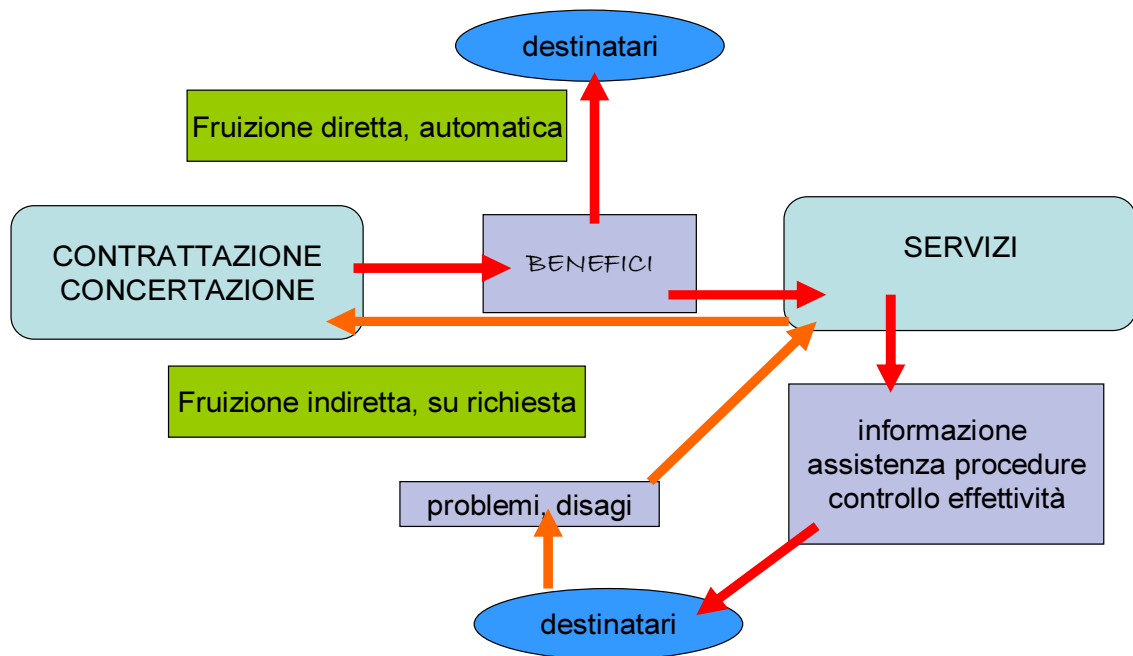 destinatari
Fruizione diretta, automatica
CONTRATTAZIONE
CONCERTAZIONE
BENEFICI
SERVIZI
Fruizione indiretta, su richiesta
informazione
assistenza procedure
controllo effettività
problemi, disagi
destinatari